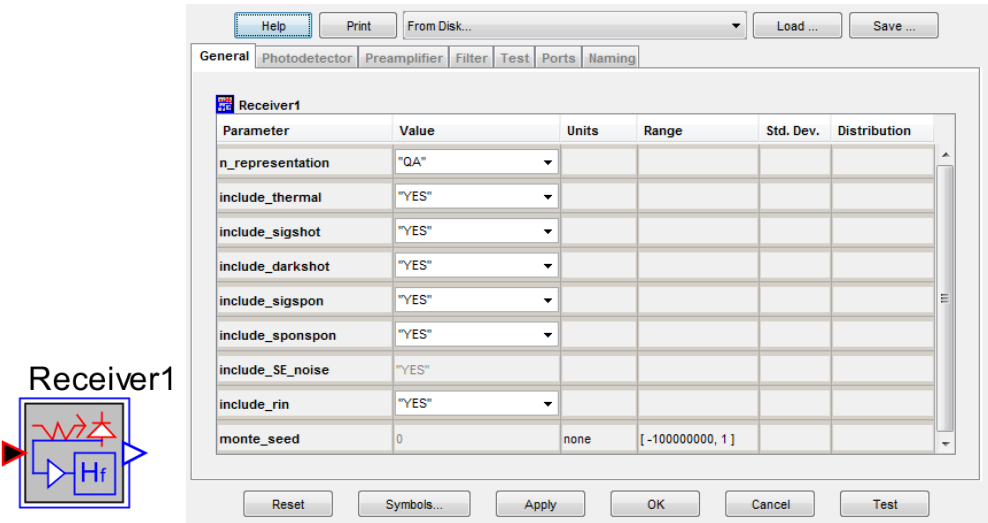 Help Print From Disk... Load ... Save ...
General Photodetector Preamplifier Filter Test Ports Naming
Receiver1
Parameter Value Units Range Std. Dev. Distribution
n_representation "QA"
include_thermal "YES"
include_sigshot "YES"
include_darkshot "YES"
include_sigspon "YES"
include_sponspon "YES"
include_SE_noise "YES"
include_rin "YES"
monte_seed 0 none [ -100000000, 1 ]
Receiver1
Hf
Reset Symbols... Apply OK Cancel Test